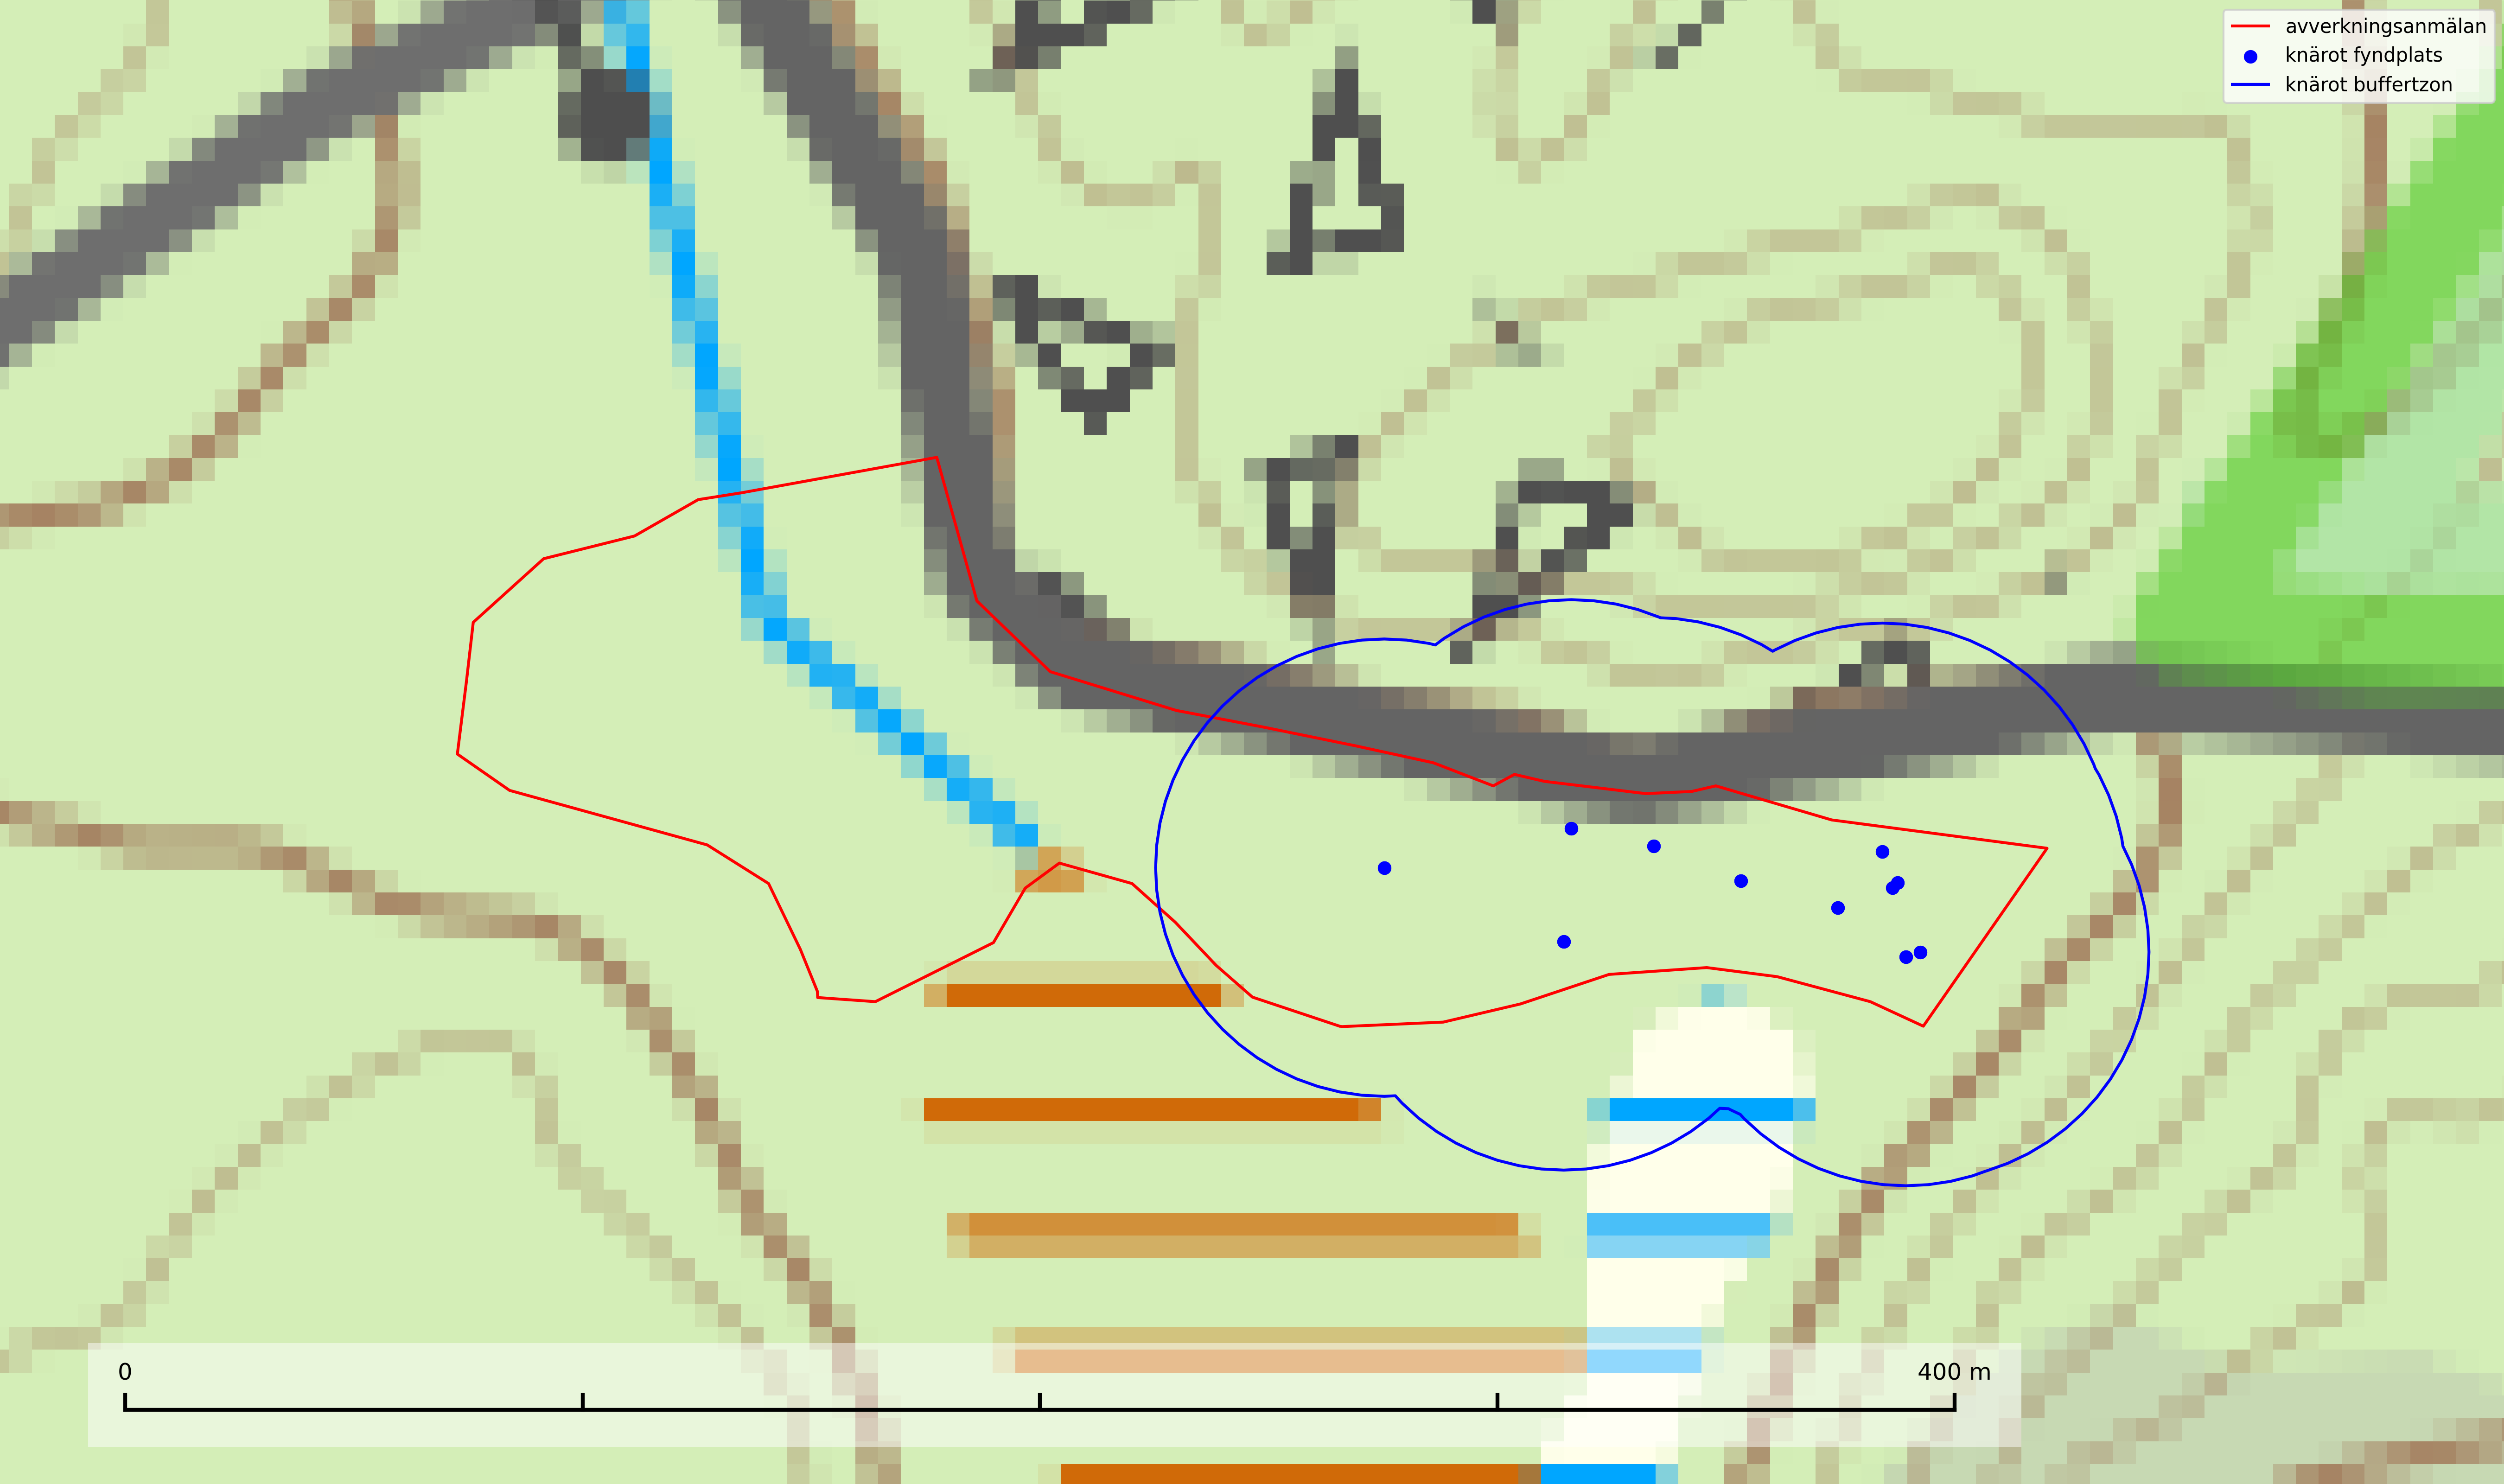 avverkningsanmälan
knärot fyndplats
knärot buffertzon
0
400 m